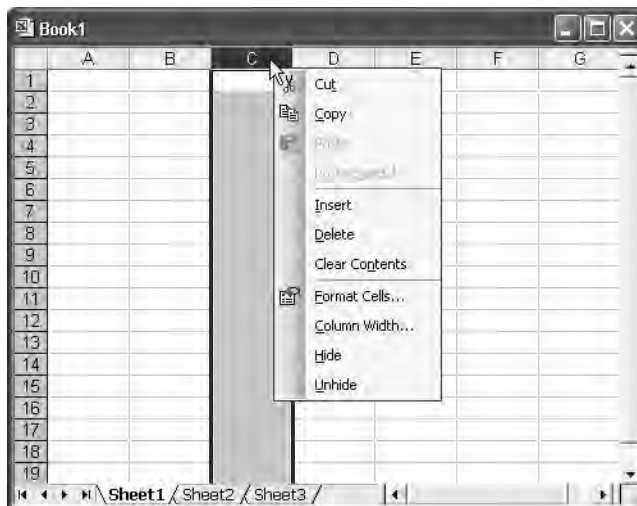 Book1
A B C D E F G
1
Cut
2
3
Copy
4
Paste
5
6
Insert
7
8
Delete
9
Clear Contents
10
11
Format Cells...
12
Column Width...
13
14
Hide
15
Unhide
16
17
18
19
Sheet1 / Sheet2 / Sheet3 /